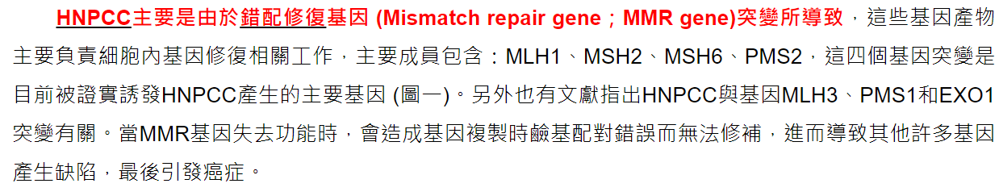 HNPCC主要是由於錯配修復基因 (Mismatch repair gene；MMR gene)突變所導致，這些基因產物
主要負責細胞內基因修復相關工作，主要成員包含：MLH1、MSH2、MSH6、PMS2，這四個基因突變是
目前被證實誘發HNPCC產生的主要基因 (圖一)。另外也有文獻指出HNPCC與基因MLH3、PMS1和EXO1
突變有關。當MMR基因失去功能時，會造成基因複製時鹼基配對錯誤而無法修補，進而導致其他許多基因
產生缺陷，最後引發癌症。